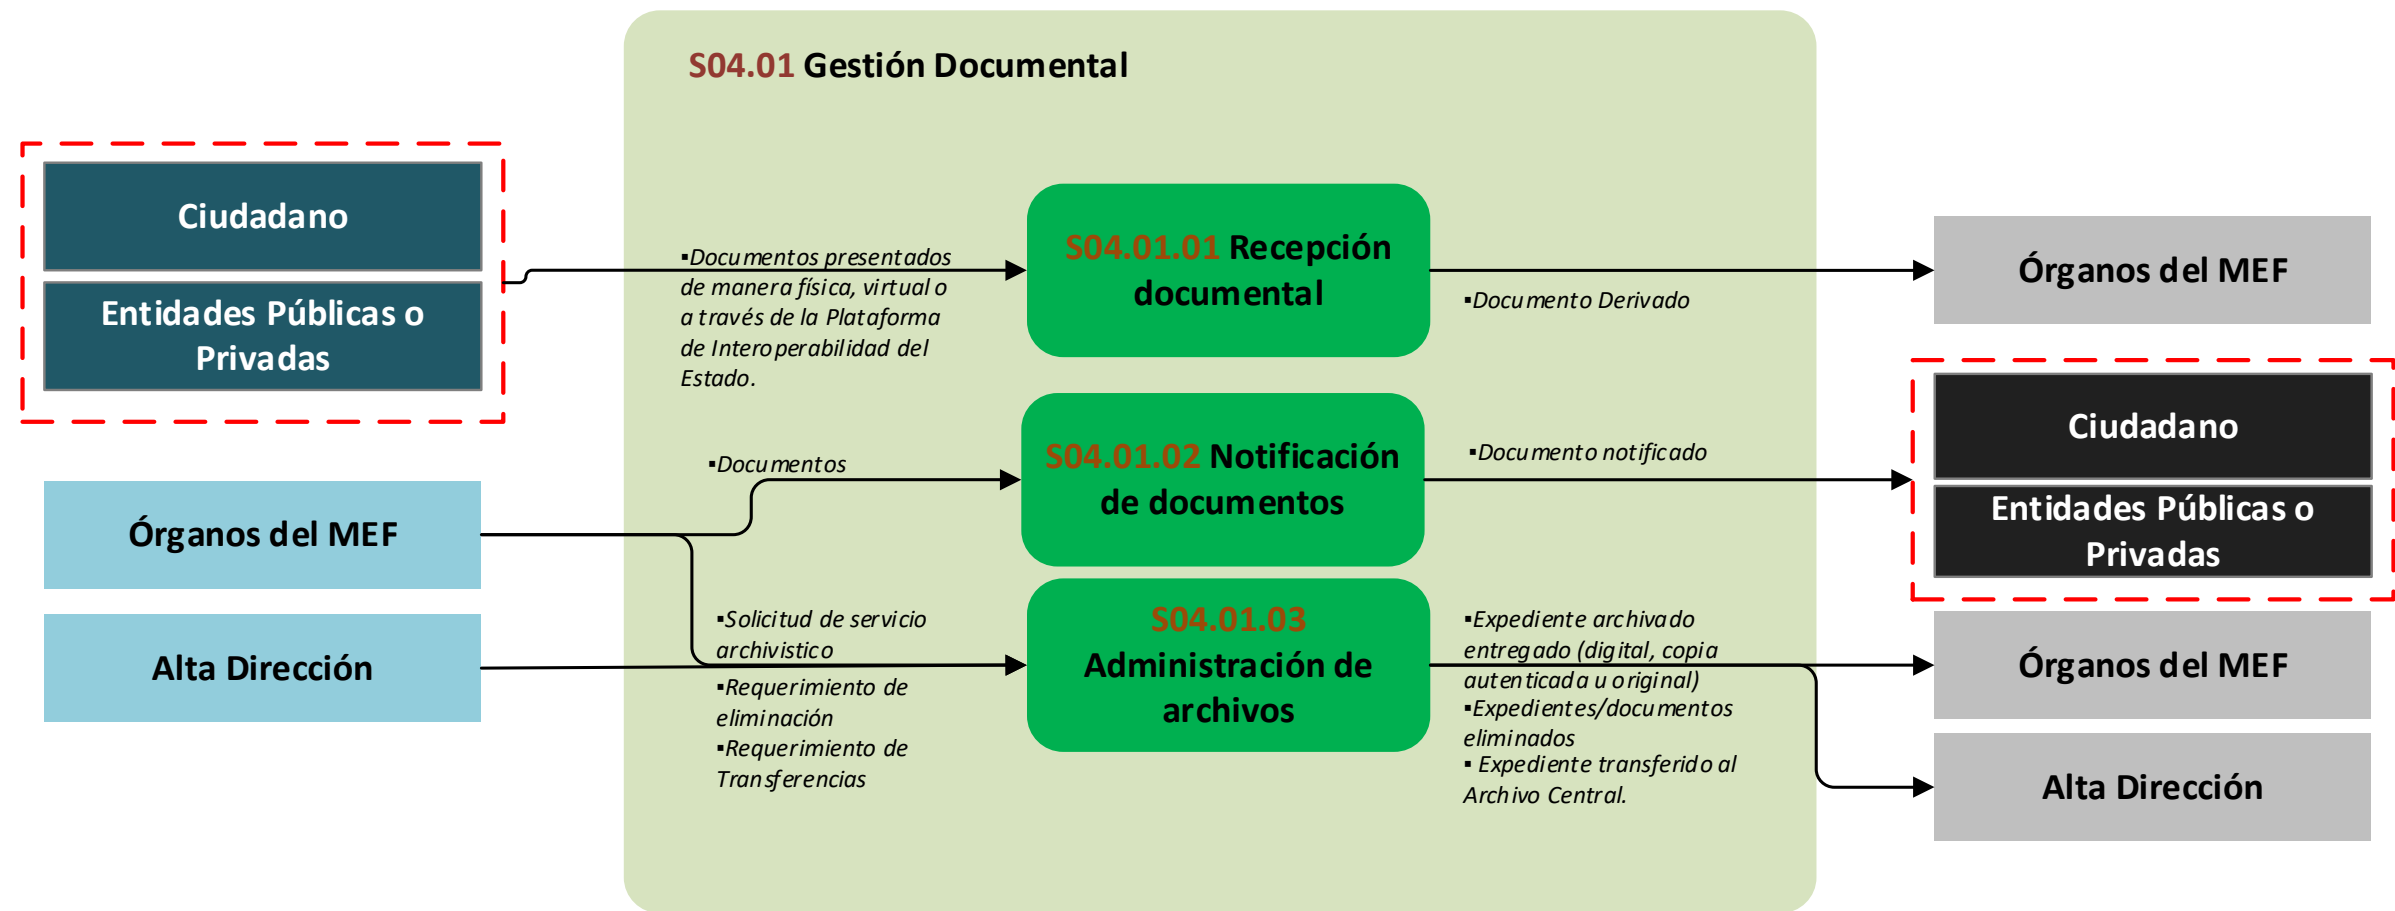 S04.01 Gestión Documental
Ciudadano
Entidades Públicas o
Privadas
Órganos del MEF
Alta Dirección
▪Documentos presentados
de manera física, virtual o
a través de la Plataforma
de Interoperabilidad del
Estado.
▪Documentos
▪Solicitud de servicio
archivistico
▪Requerimiento de
eliminación
▪Requerimiento de
Transferencias
S04.01.01 Recepción
documental
S04.01.02 Notificación
de documentos
S04.01.03
Administración de
archivos
▪Documento Derivado
▪Documento notificado
▪Expediente archivado
entregado (digital, copia
autenticada u original)
▪Expedientes/documentos
eliminados
▪ Expediente transferido al
Archivo Central.
Órganos del MEF
Ciudadano
Entidades Públicas o
Privadas
Órganos del MEF
Alta Dirección